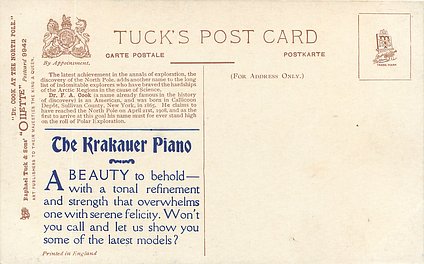 TUCK'S POST CARD
CARTE POSTALE
POSTKARTE
By Appointment.
(FOR ADDRESS ONLY.)
The latest achievement in the annals of exploration, the
discovery of the North Pole, adds another name to the long
list of indomitable explorers who have braved the hardships
of the Arctic Regions in the cause of Science.
Dr. F. A. Cook is name already famous in the history
of discovery) is an American, and was born at Callicoon
Depôt, Sullivan County, New York, in 1865. He claims to
have reached the North Pole on April 21st, 1908, and as the
first to arrive at this goal his name must for ever stand high
on the roll of Polar Exploration.
The Krakauer Piano
A BEAUTY to behold—
with a tonal refinement
and strength that overwhelms
one with serene felicity. Won't
you call and let us show you
some of the latest models?
Printed in England
"DR. COOK AT THE NORTH POLE."
Raphael Tuck & Sons' "OILETTE" Postcard 9942
ART PUBLISHERS TO THEIR MAJESTIES THE KING & QUEEN.